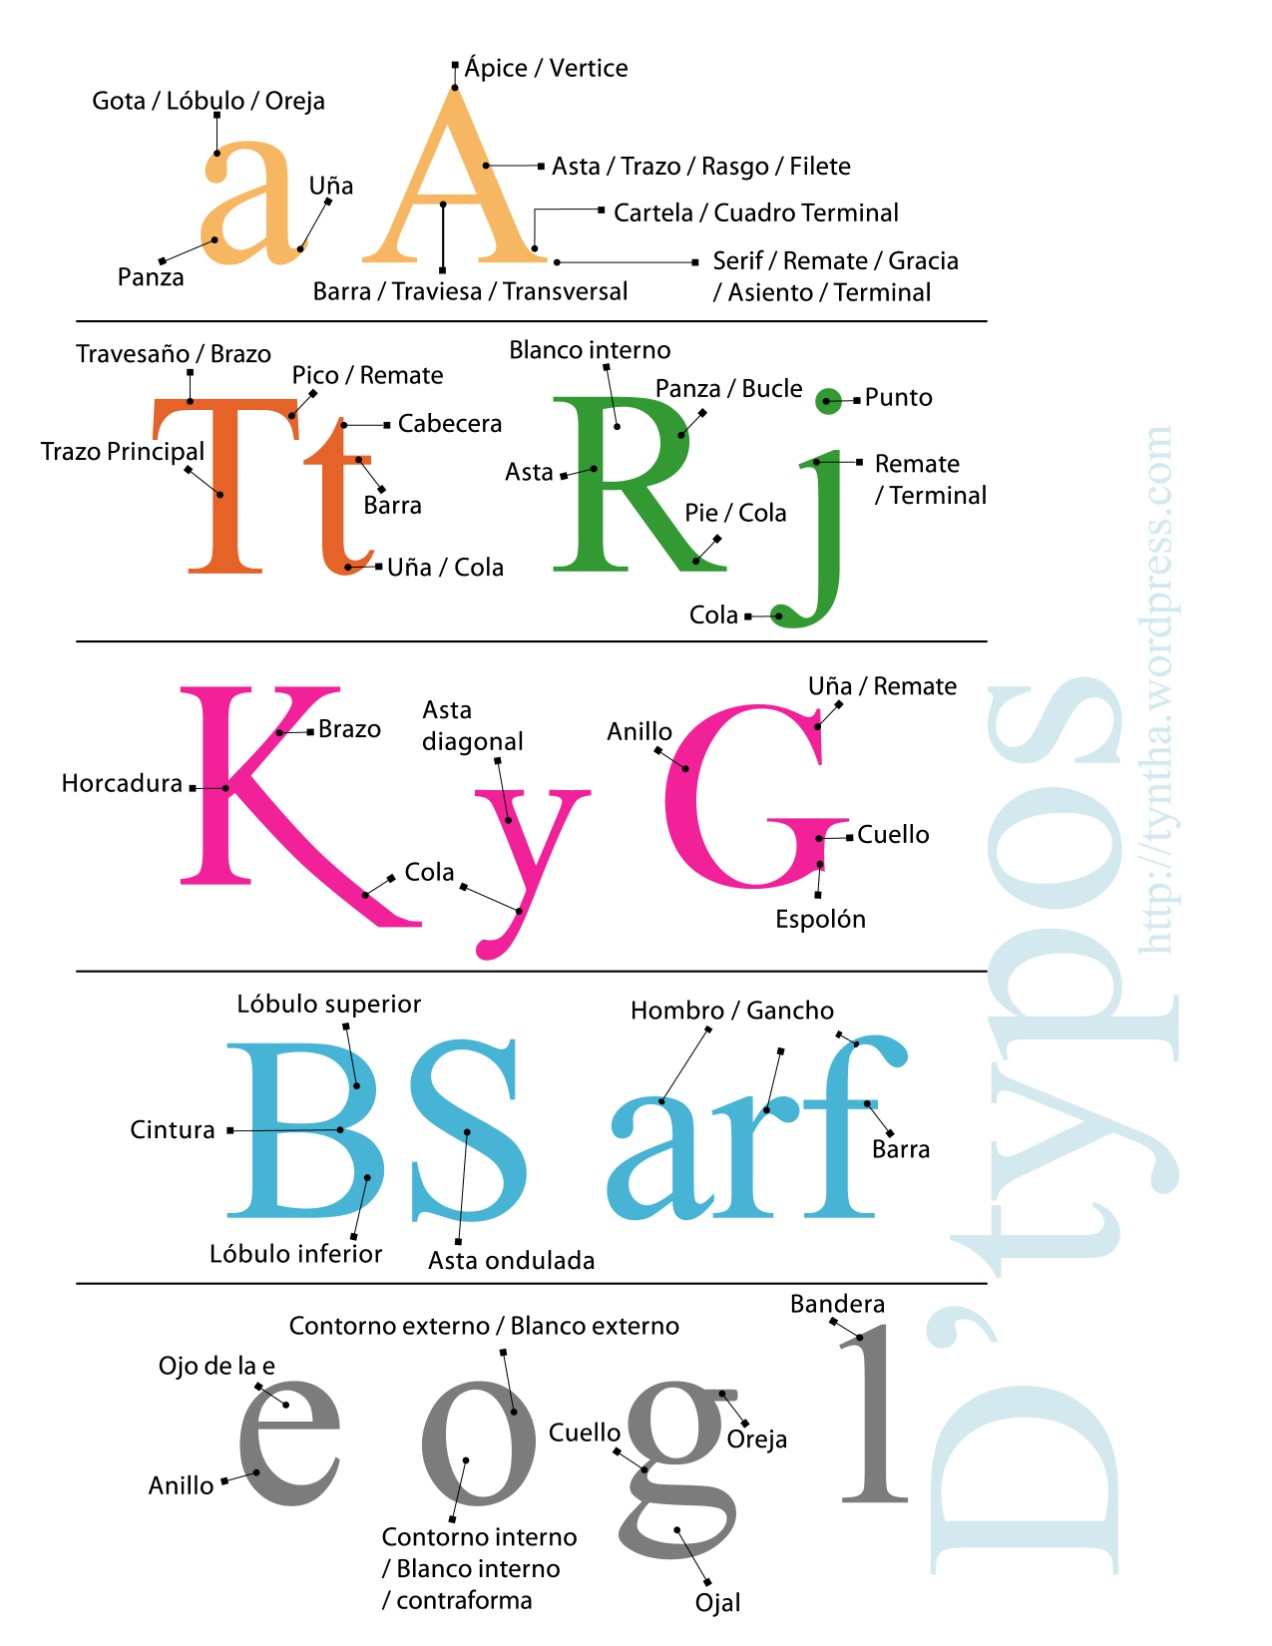 Ápice / Vertice
Gota / Lóbulo / Oreja
a A
Asta / Trazo / Rasgo / Filete
Uña
Cartela / Cuadro Terminal
Panza
Serif / Remate / Gracia
/ Asiento / Terminal
Barra / Traviesa / Transversal
Travesaño / Brazo
Blanco interno
Pico / Remate
Panza / Bucle
Punto
T t R j
Cabecera
Trazo Principal
Asta
Remate
/ Terminal
Barra
Pie / Cola
Uña / Cola
Cola
Uña / Remate
Brazo
Asta
diagonal
Anillo
K y G
Horcadura
Cuello
Cola
Espolón
Lóbulo superior
Hombro / Gancho
BS arf
Cintura
Barra
Lóbulo inferior
Asta ondulada
Bandera
Contorno externo / Blanco externo
Ojo de la e
e o g l
Cuello
Oreja
Anillo
Contorno interno
/ Blanco interno
/ contraforma
Ojal
D'typos
http://tyntha.wordpress.com